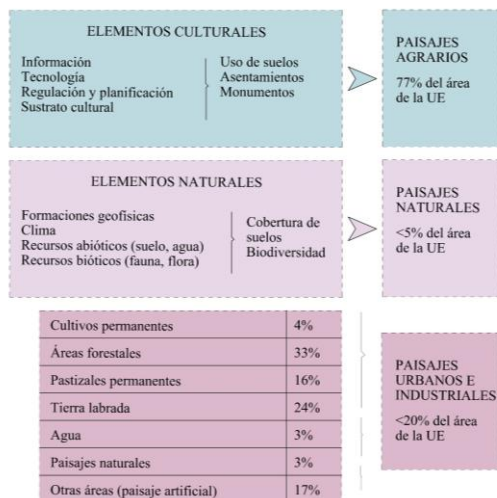 ELEMENTOS CULTURALES
Información
Tecnología
Regulación y planificación
Sustrato cultural
Uso de suelos
Asentamientos
Monumentos
PAISAJES
AGRARIOS
77% del área
de la UE
ELEMENTOS NATURALES
Formaciones geofísicas
Clima
Recursos abióticos (suelo, agua)
Recursos bióticos (fauna, flora)
Cobertura de
suelos
Biodiversidad
PAISAJES
NATURALES
<5% del área
de la UE
Cultivos permanentes 4%
Áreas forestales 33%
Pastizales permanentes 16%
Tierra labrada 24%
Agua 3%
Paisajes naturales 3%
Otras áreas (paisaje artificial) 17%
PAISAJES
URBANOS E
INDUSTRIALES
<20% del área
de la UE